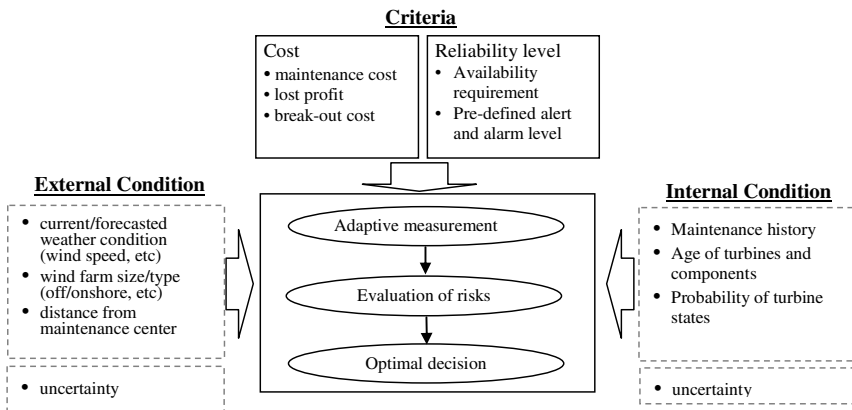 Criteria
Cost
• maintenance cost
• lost profit
• break-out cost
Reliability level
• Availability
requirement
• Pre-defined alert
and alarm level
External Condition
• current/forecasted
weather condition
(wind speed, etc)
• wind farm size/type
(off/onshore, etc)
• distance from
maintenance center
• uncertainty
Adaptive measurement
Evaluation of risks
Optimal decision
Internal Condition
• Maintenance history
• Age of turbines and
components
• Probability of turbine
states
• uncertainty